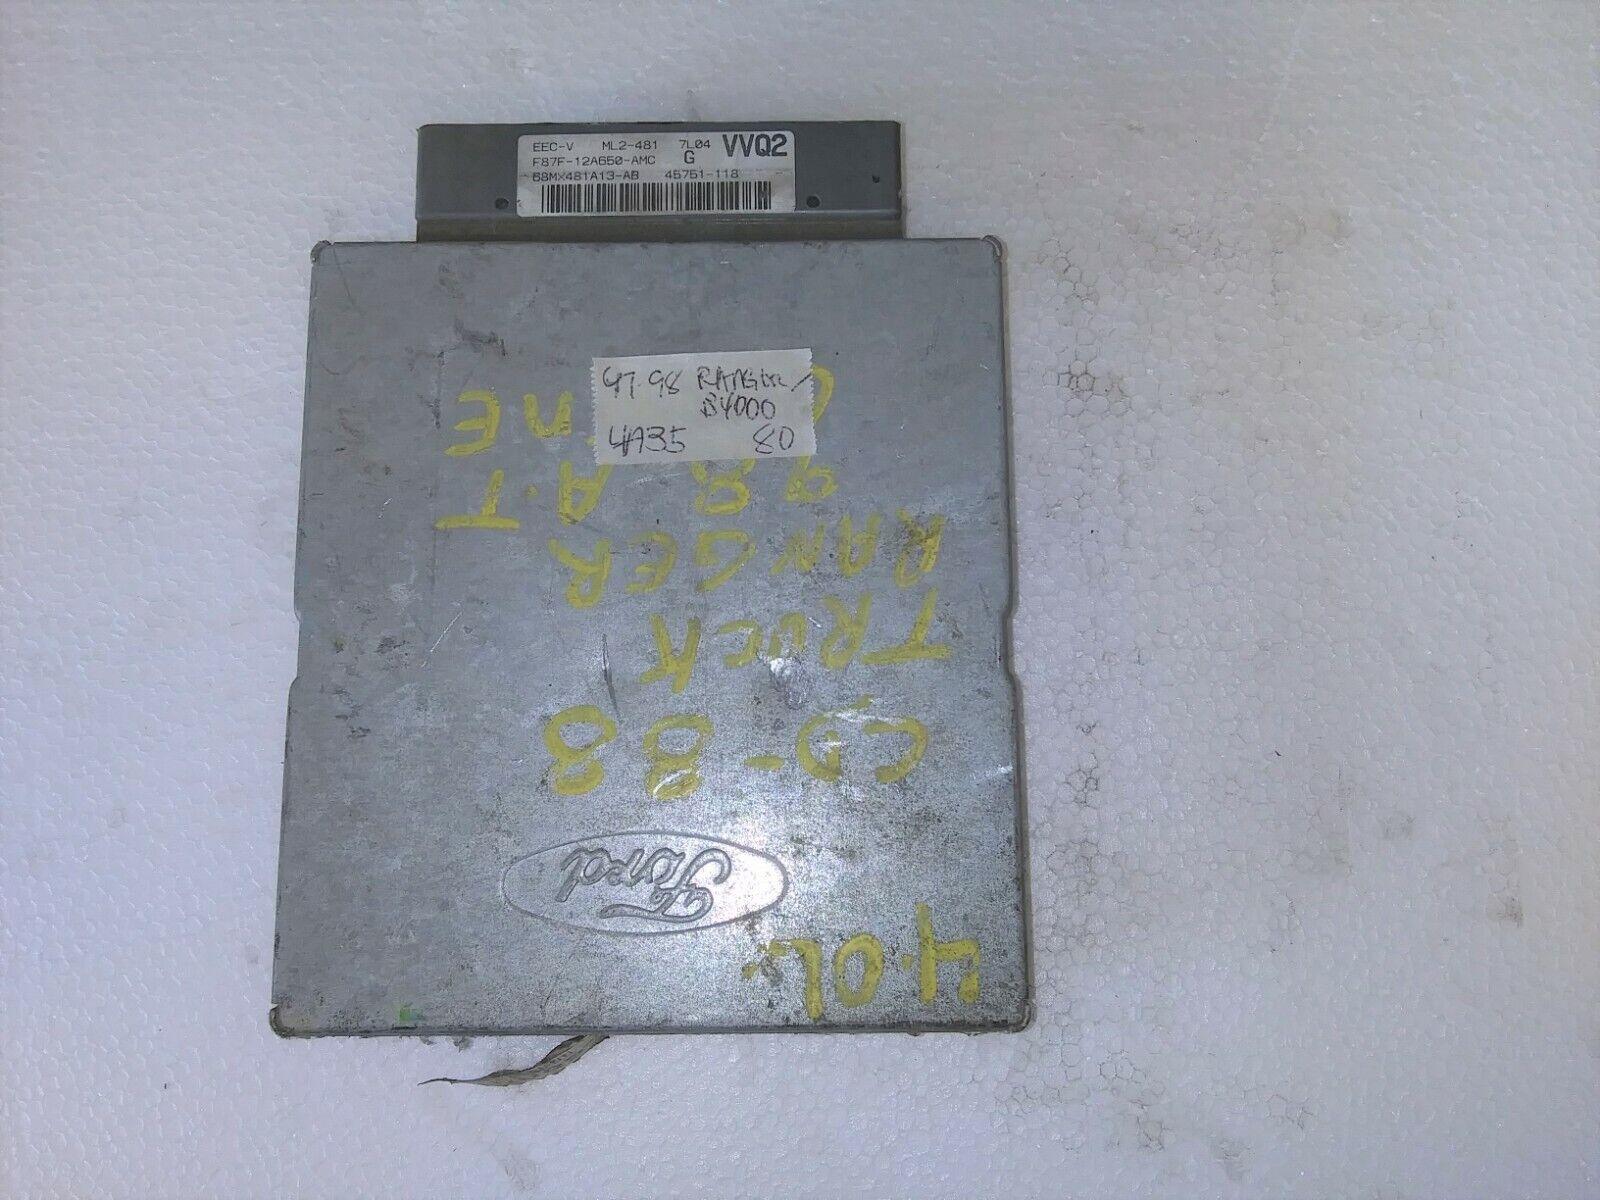 EEC-V ML2-481 7L04 VVQ2
F87F-12A650-AMC G
68MX481A13-AB 45751-118
97-98 RANGER/
B4000
4A35 80
4.0L
Ford
CD-88
TRUCK
RANGER
98 A.T